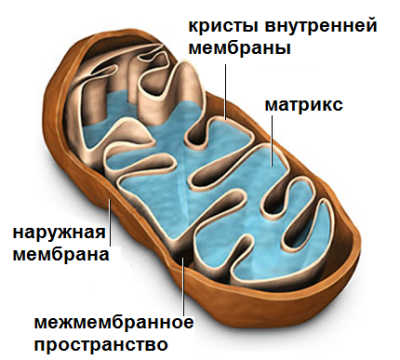 кристы внутренней
мембраны
матрикс
наружная
мембрана
межмембранное
пространство